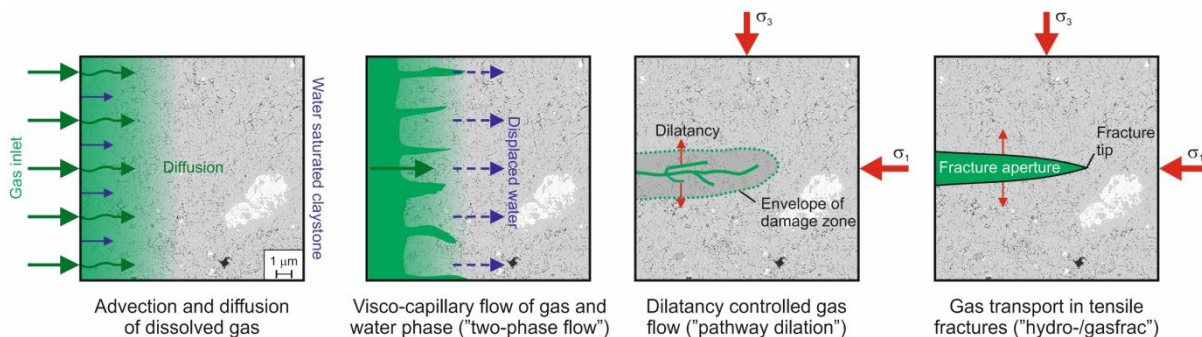 Gas inlet
Diffusion
1 μm
Water saturated claystone
Advection and diffusion
of dissolved gas
Displaced water
Visco-capillary flow of gas and
water phase ("two-phase flow")
σ3
Dilatancy
σ1
Envelope of
damage zone
Dilatancy controlled gas
flow ("pathway dilation")
σ3
Fracture
tip
Fracture aperture
σ1
Gas transport in tensile
fractures ("hydro-/gasfrac")